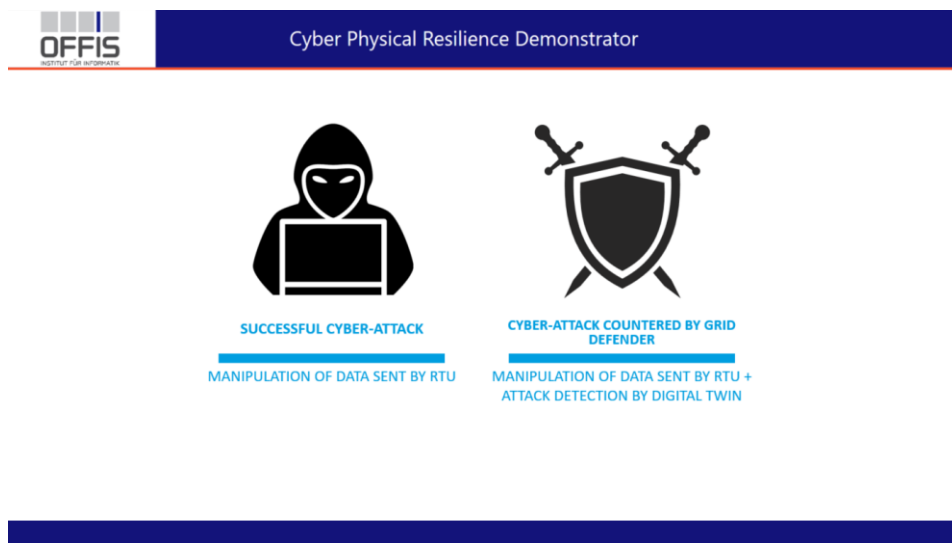 OFFIS
INSTITUT FÜR INFORMATIK
Cyber Physical Resilience Demonstrator
SUCCESSFUL CYBER-ATTACK
MANIPULATION OF DATA SENT BY RTU
CYBER-ATTACK COUNTERED BY GRID
DEFENDER
MANIPULATION OF DATA SENT BY RTU +
ATTACK DETECTION BY DIGITAL TWIN